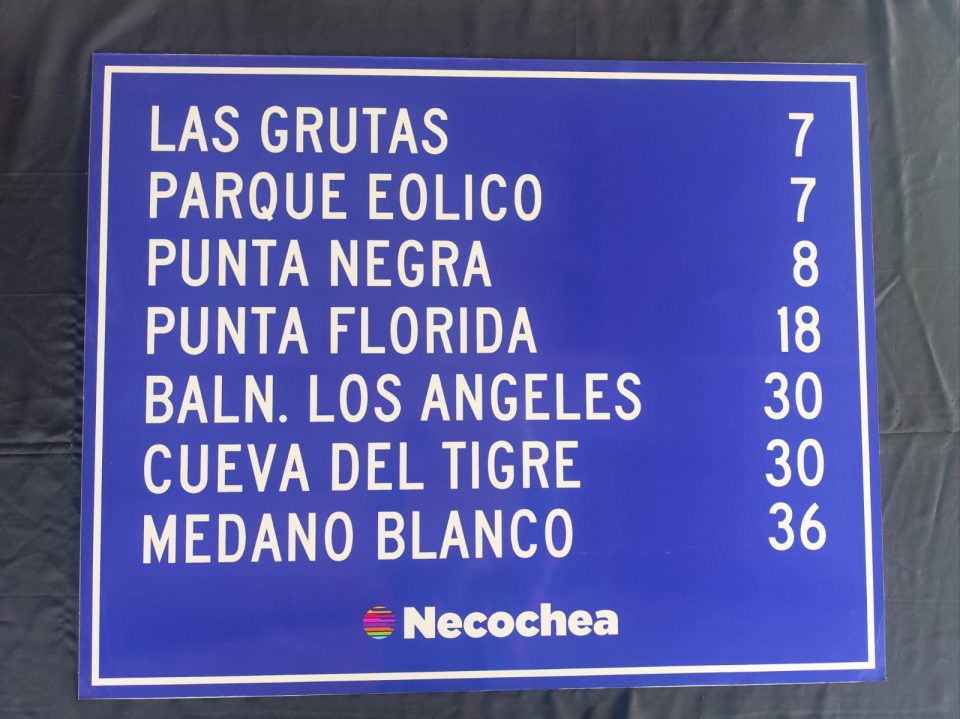 LAS GRUTAS 7
PARQUE EOLICO 7
PUNTA NEGRA 8
PUNTA FLORIDA 18
BALN. LOS ANGELES 30
CUEVA DEL TIGRE 30
MEDANO BLANCO 36
Necochea